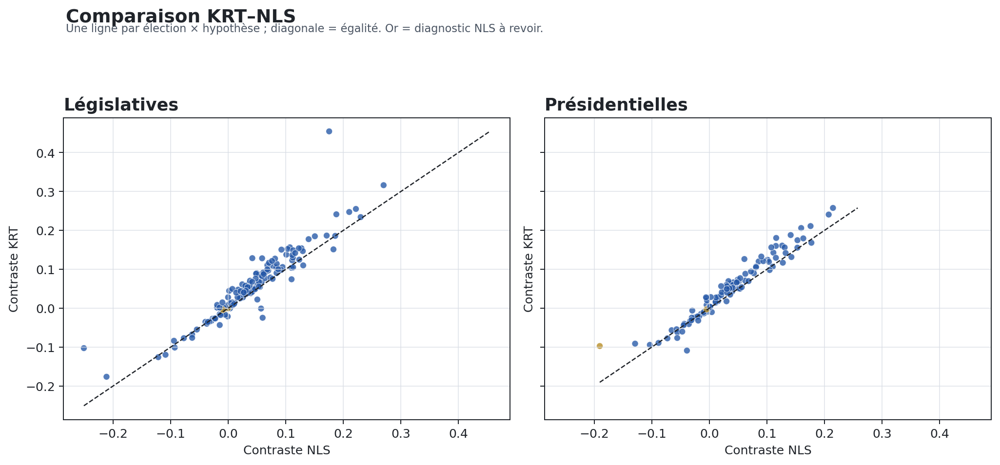 Comparaison KRT–NLS
Une ligne par élection × hypothèse ; diagonale = égalité. Or = diagnostic NLS à revoir.
Législatives
Présidentielles
Contraste KRT
0.4
0.3
0.2
0.1
0.0
−0.1
−0.2
−0.2 −0.1 0.0 0.1 0.2 0.3 0.4
Contraste NLS
Contraste KRT
−0.2 −0.1 0.0 0.1 0.2 0.3 0.4
Contraste NLS